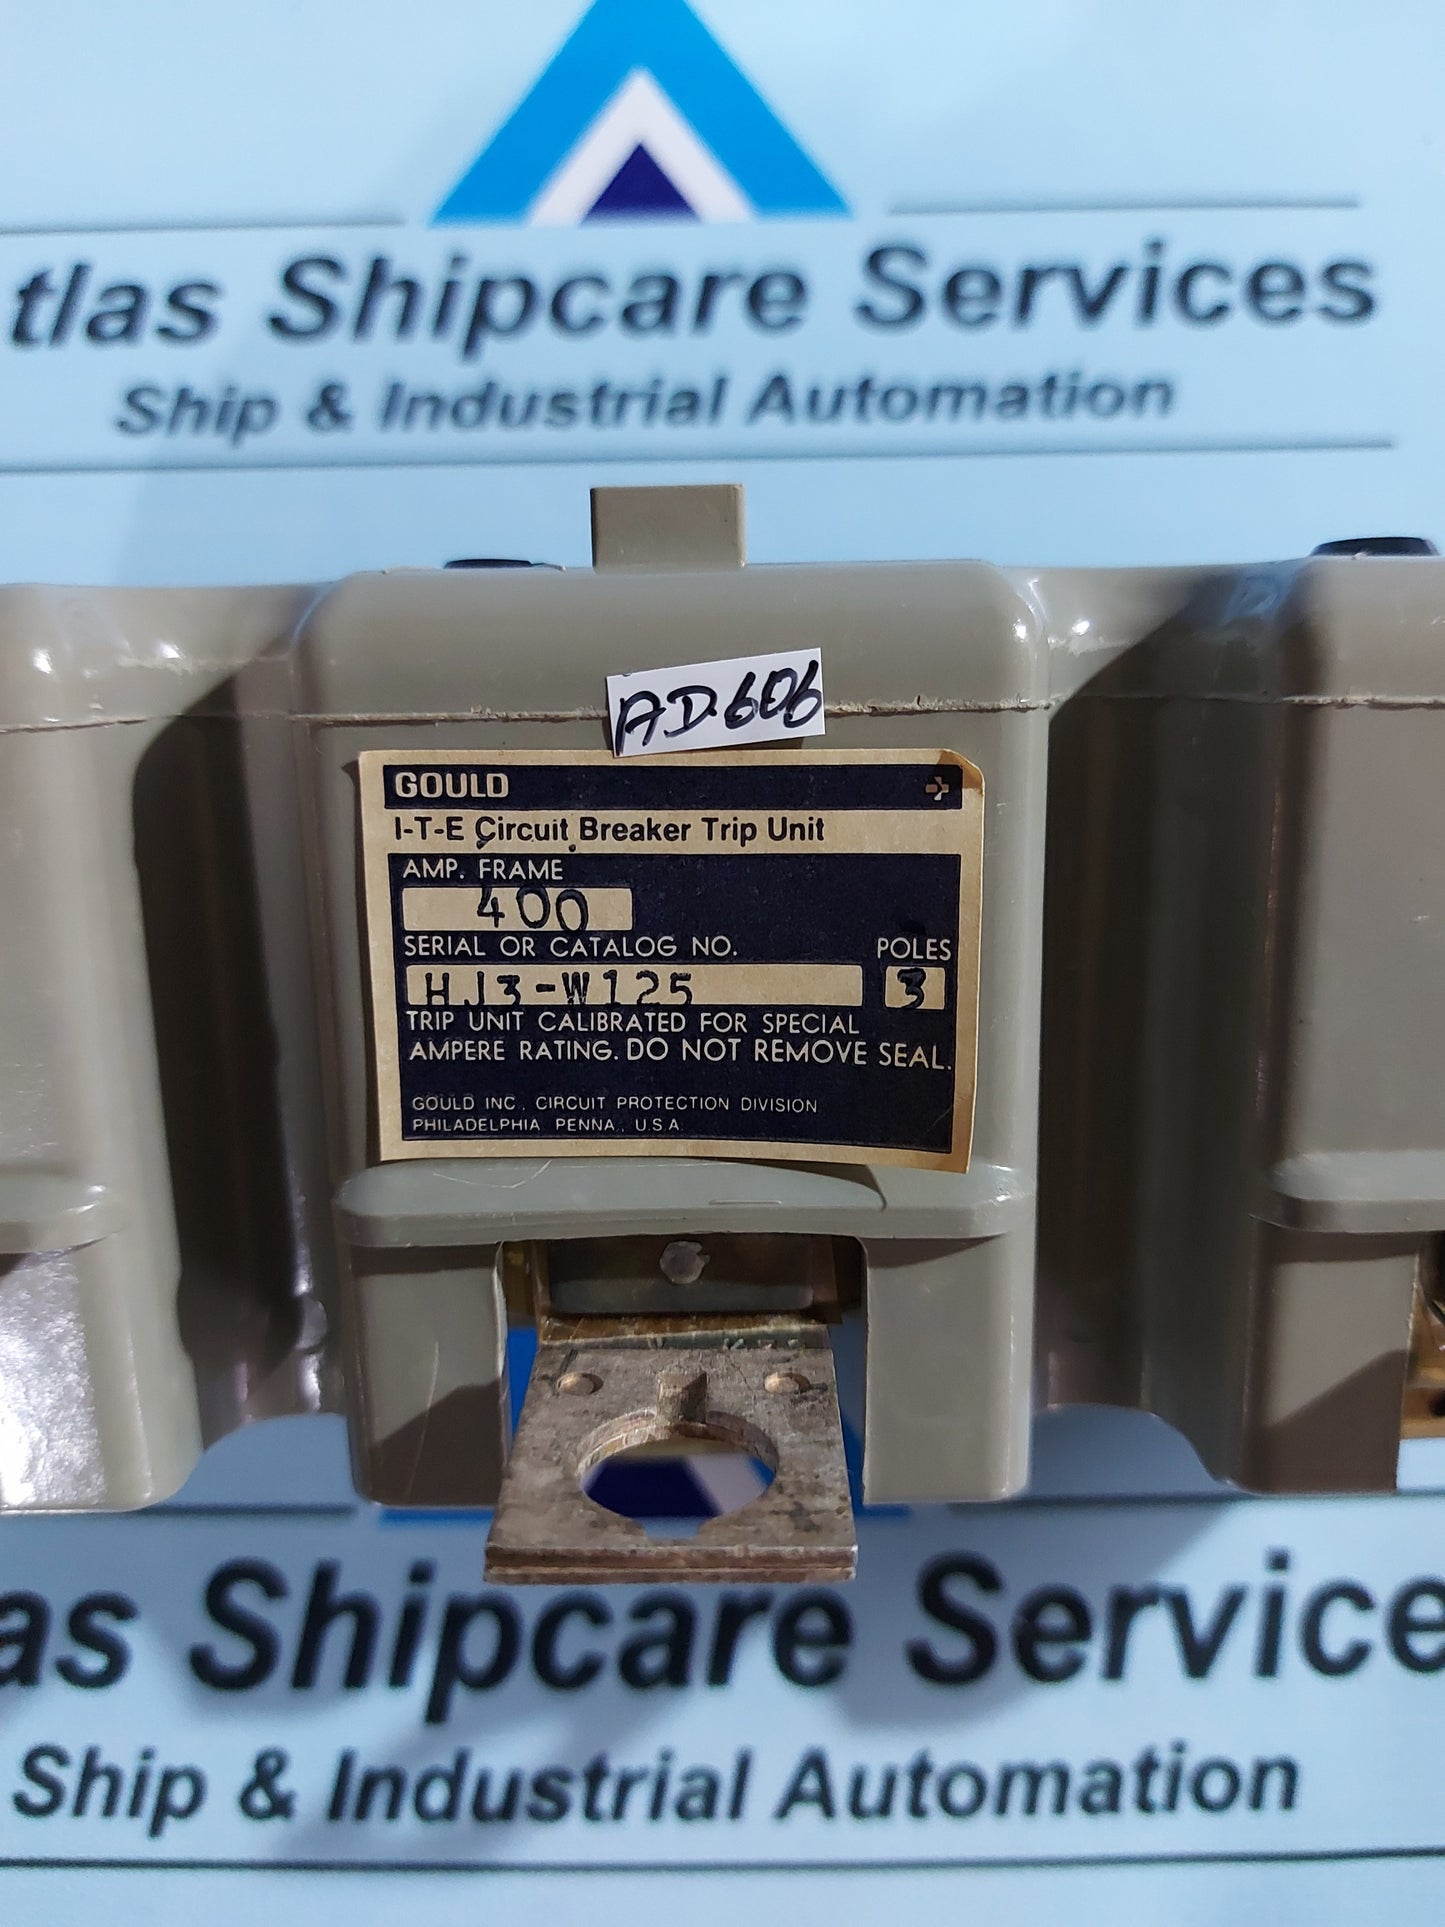 tlas Shipcare Services
Ship & Industrial Automation
AD.606
GOULD
I-T-E Circuit Breaker Trip Unit
AMP. FRAME
400
SERIAL OR CATALOG NO. POLES
HJ3-W125 3
TRIP UNIT CALIBRATED FOR SPECIAL
AMPERE RATING. DO NOT REMOVE SEAL.
GOULD INC., CIRCUIT PROTECTION DIVISION
PHILADELPHIA PENNA., U.S.A.
as Shipcare Service
Ship & Industrial Automation